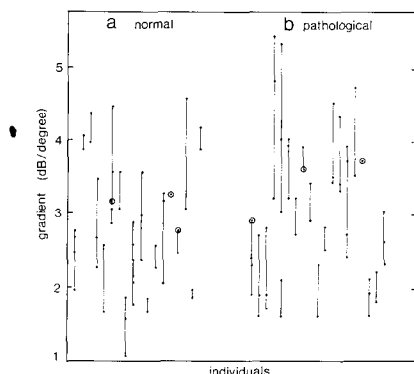 a normal
b pathological
5
4
3
2
1
gradient (dB/degree)
individuals